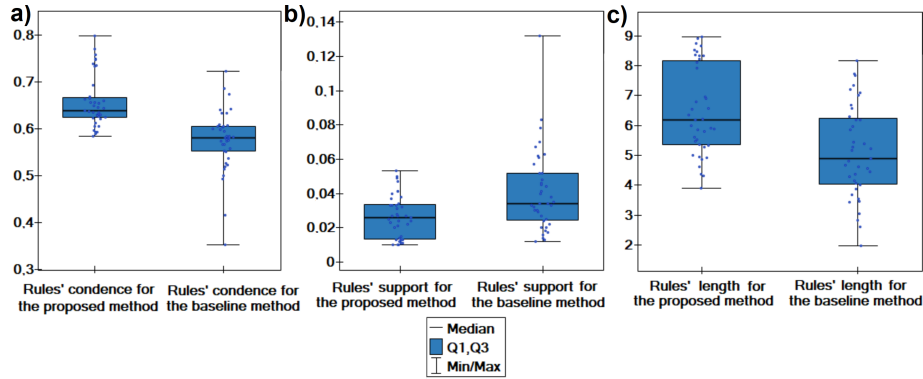 a)
0.8
0.7
0.6
0.5
0.4
0.3
Rules' condence for
the proposed method
Rules' condence for
the baseline method
b)
0.14
0.12
0.10
0.08
0.06
0.04
0.02
0
Rules' support for
the proposed method
Rules' support for
the baseline method
c)
9
8
7
6
5
4
3
2
Rules' length for
the proposed method
Rules' length for
the baseline method
Median
Q1,Q3
Min/Max